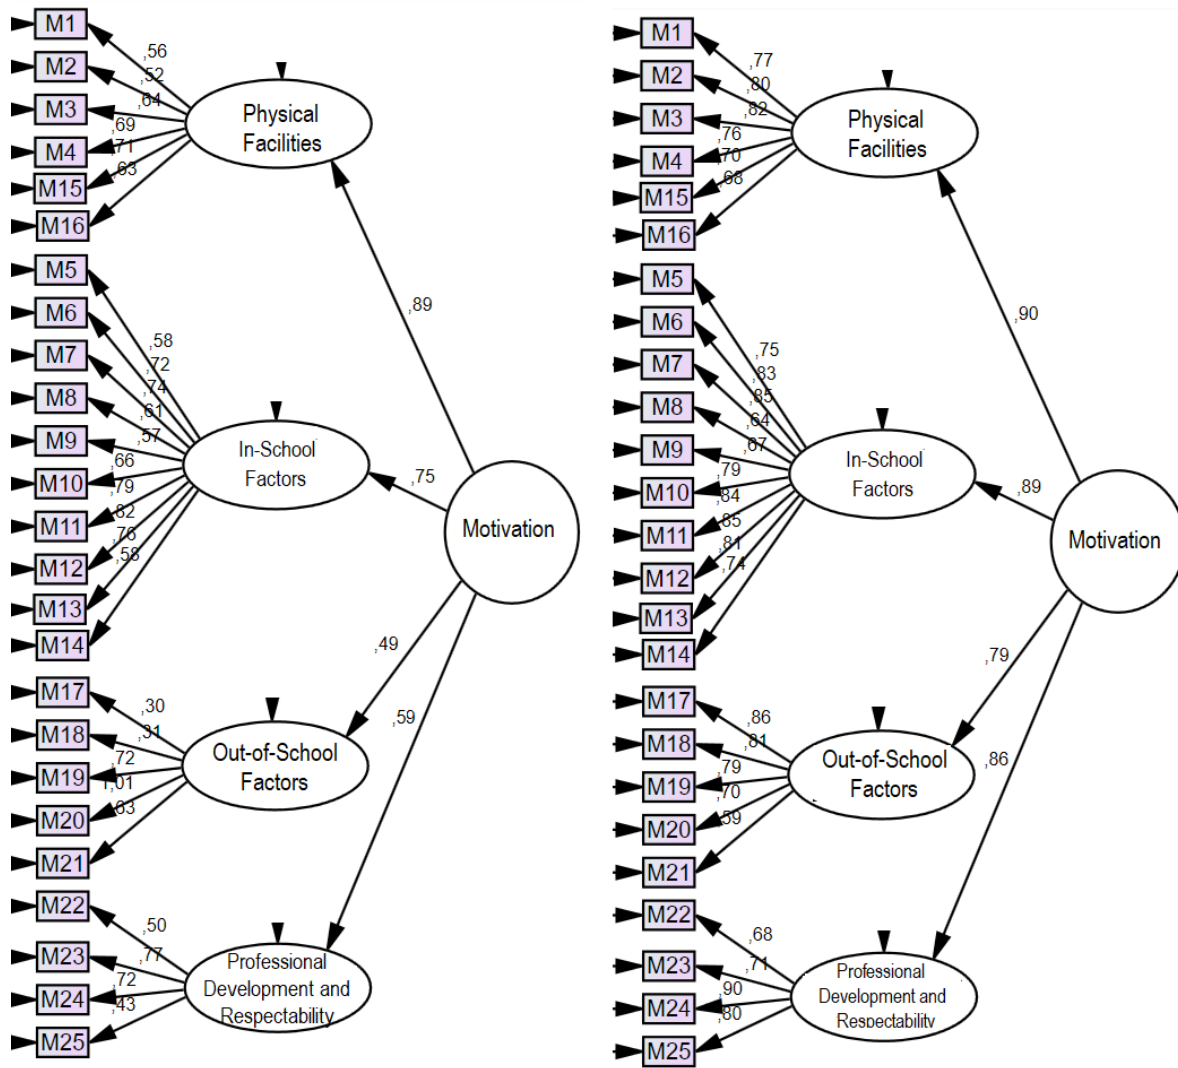 M1
M2
M3
M4
M15
M16
,56
,52
,64
,69
,71
,63
Physical
Facilities
,89
M5
M6
M7
M8
M9
M10
M11
M12
M13
M14
,58
,72
,74
,61
,57
,66
,79
,82
,76
,58
In-School
Factors
,75
Motivation
,49
,59
M17
M18
M19
M20
M21
,30
,31
,72
1,01
,63
Out-of-School
Factors
M22
M23
M24
M25
,50
,77
,72
,43
Professional
Development and
Respectability
M1
M2
M3
M4
M15
M16
,77
,80
,82
,76
,70
,68
Physical
Facilities
,90
M5
M6
M7
M8
M9
M10
M11
M12
M13
M14
,75
,83
,85
,64
,67
,79
,84
,85
,81
,74
In-School
Factors
,89
Motivation
,79
,86
M17
M18
M19
M20
M21
,86
,81
,79
,70
,59
Out-of-School
Factors
M22
M23
M24
M25
,68
,71
,90
,80
Professional
Development and
Respectability